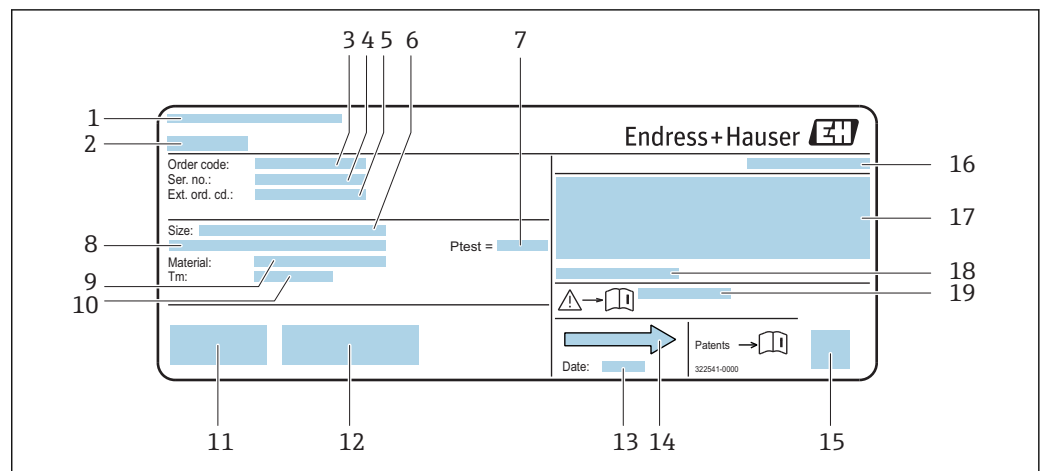 3 4 5 6 7
1
2
Endress+Hauser EH
Order code:
Ser. no.:
Ext. ord. cd.:
16
17
Size:
8
Ptest =
Material:
9
Tm:
10
18
19
Patents
Date:
322541-0000
11 12 13 14 15